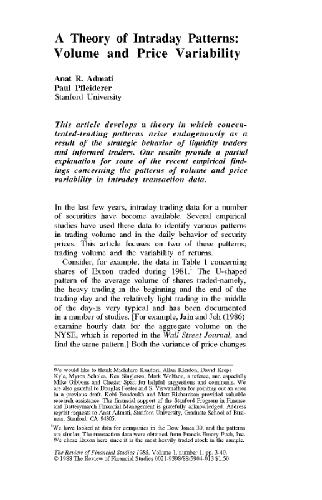 A Theory of Intraday Patterns:
Volume and Price Variability
Anat R. Admati
Paul Pfleiderer
Stanford University
This article develops a theory in which concen-
trated-trading patterns arise endogenously as a
result of the strategic behavior of liquidity traders
and informed traders. Our results provide a partial
explanation for some of the recent empirical find-
ings concerning the patterns of volume and price
variability in intraday transaction data.
In the last few years, intraday trading data for a number
of securities have become available. Several empirical
studies have used these data to identify various patterns
in trading volume and in the daily behavior of security
prices. This article focuses on two of these patterns;
trading volume and the variability of returns.
Consider, for example, the data in Table 1 concerning
shares of Exxon traded during 1981.¹ The U-shaped
pattern of the average volume of shares traded-namely,
the heavy trading in the beginning and the end of the
trading day and the relatively light trading in the middle
of the day-is very typical and has been documented
in a number of studies. [For example, Jain and Joh (1986)
examine hourly data for the aggregate volume on the
NYSE, which is reported in the Wall Street Journal, and
find the same pattern.] Both the variance of price changes
We would like to thank Michihiro Kandori, Allan Kleidon, David Kreps,
Kyle, Myron Scholes, Ken Singleton, Mark Wolfson, a referee, and especially
Mike Gibbons and Chester Spatt for helpful suggestions and comments. We
are also grateful to Douglas Foster and S. Viswanathan for pointing out an error
in a previous draft. Kobi Boudoukh and Matt Richardson provided valuable
research assistance. The financial support of the Stanford Program in Finance
and Batterymarch Financial Management is gratefully acknowledged. Address
reprint requests to Anat Admati, Stanford University, Graduate School of Busi-
ness, Stanford, CA 94305.
¹ We have looked at data for companies in the Dow Jones 30, and the patterns
are similar. The transaction data were obtained from Francis Emory Fitch, Inc.
We chose Exxon here since it is the most heavily traded stock in the sample.
The Review of Financial Studies 1988, Volume 1, number 1, pp. 3-40.
© 1988 The Review of Financial Studies 0021-9398/88/5904-013 $1.50